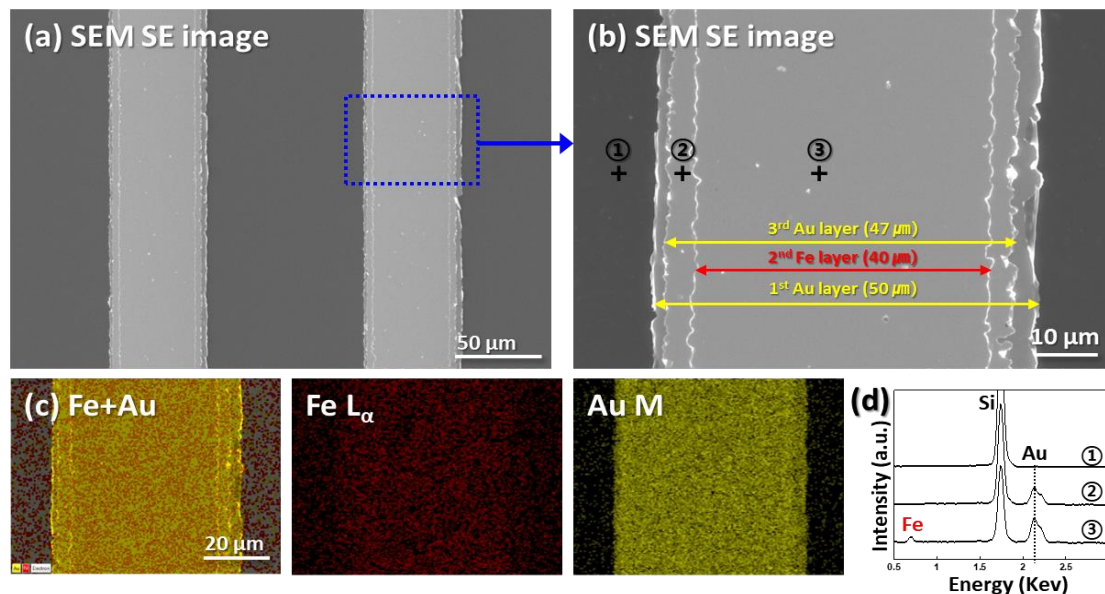 (a) SEM SE image
50 μm
(b) SEM SE image
①
②
③
3rd Au layer (47 ㎛)
2nd Fe layer (40 ㎛)
1st Au layer (50 ㎛)
10 μm
(c) Fe+Au
20 μm
Fe Lα
Au M
(d)
Si
Au
Fe
①
②
③
Intensity (a.u.)
0.5 1 1.5 2 2.5
Energy (Kev)